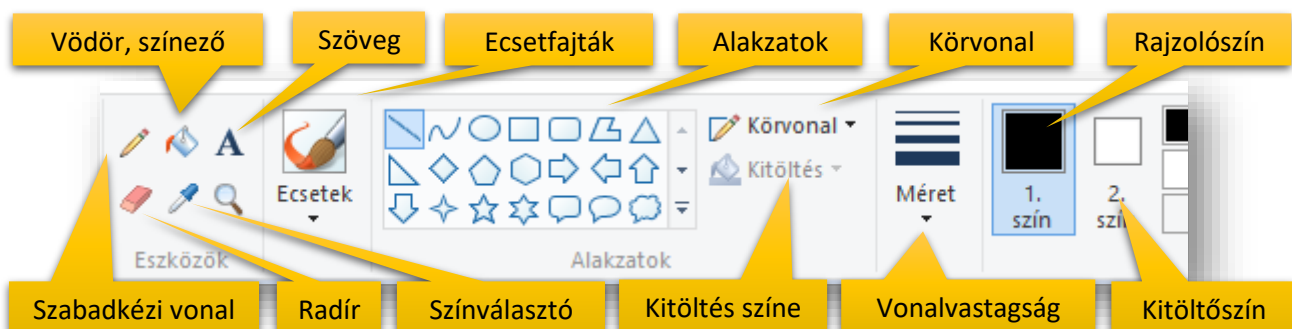 Vödör, színező
Szöveg
Ecsetfajták
Alakzatok
Körvonal
Rajzolószín
A
Körvonal
Kitöltés
Ecsetek
Méret
1.
szín
2.
szín
Eszközök
Alakzatok
Szabadkézi vonal
Radír
Színválasztó
Kitöltés színe
Vonalvastagság
Kitöltőszín